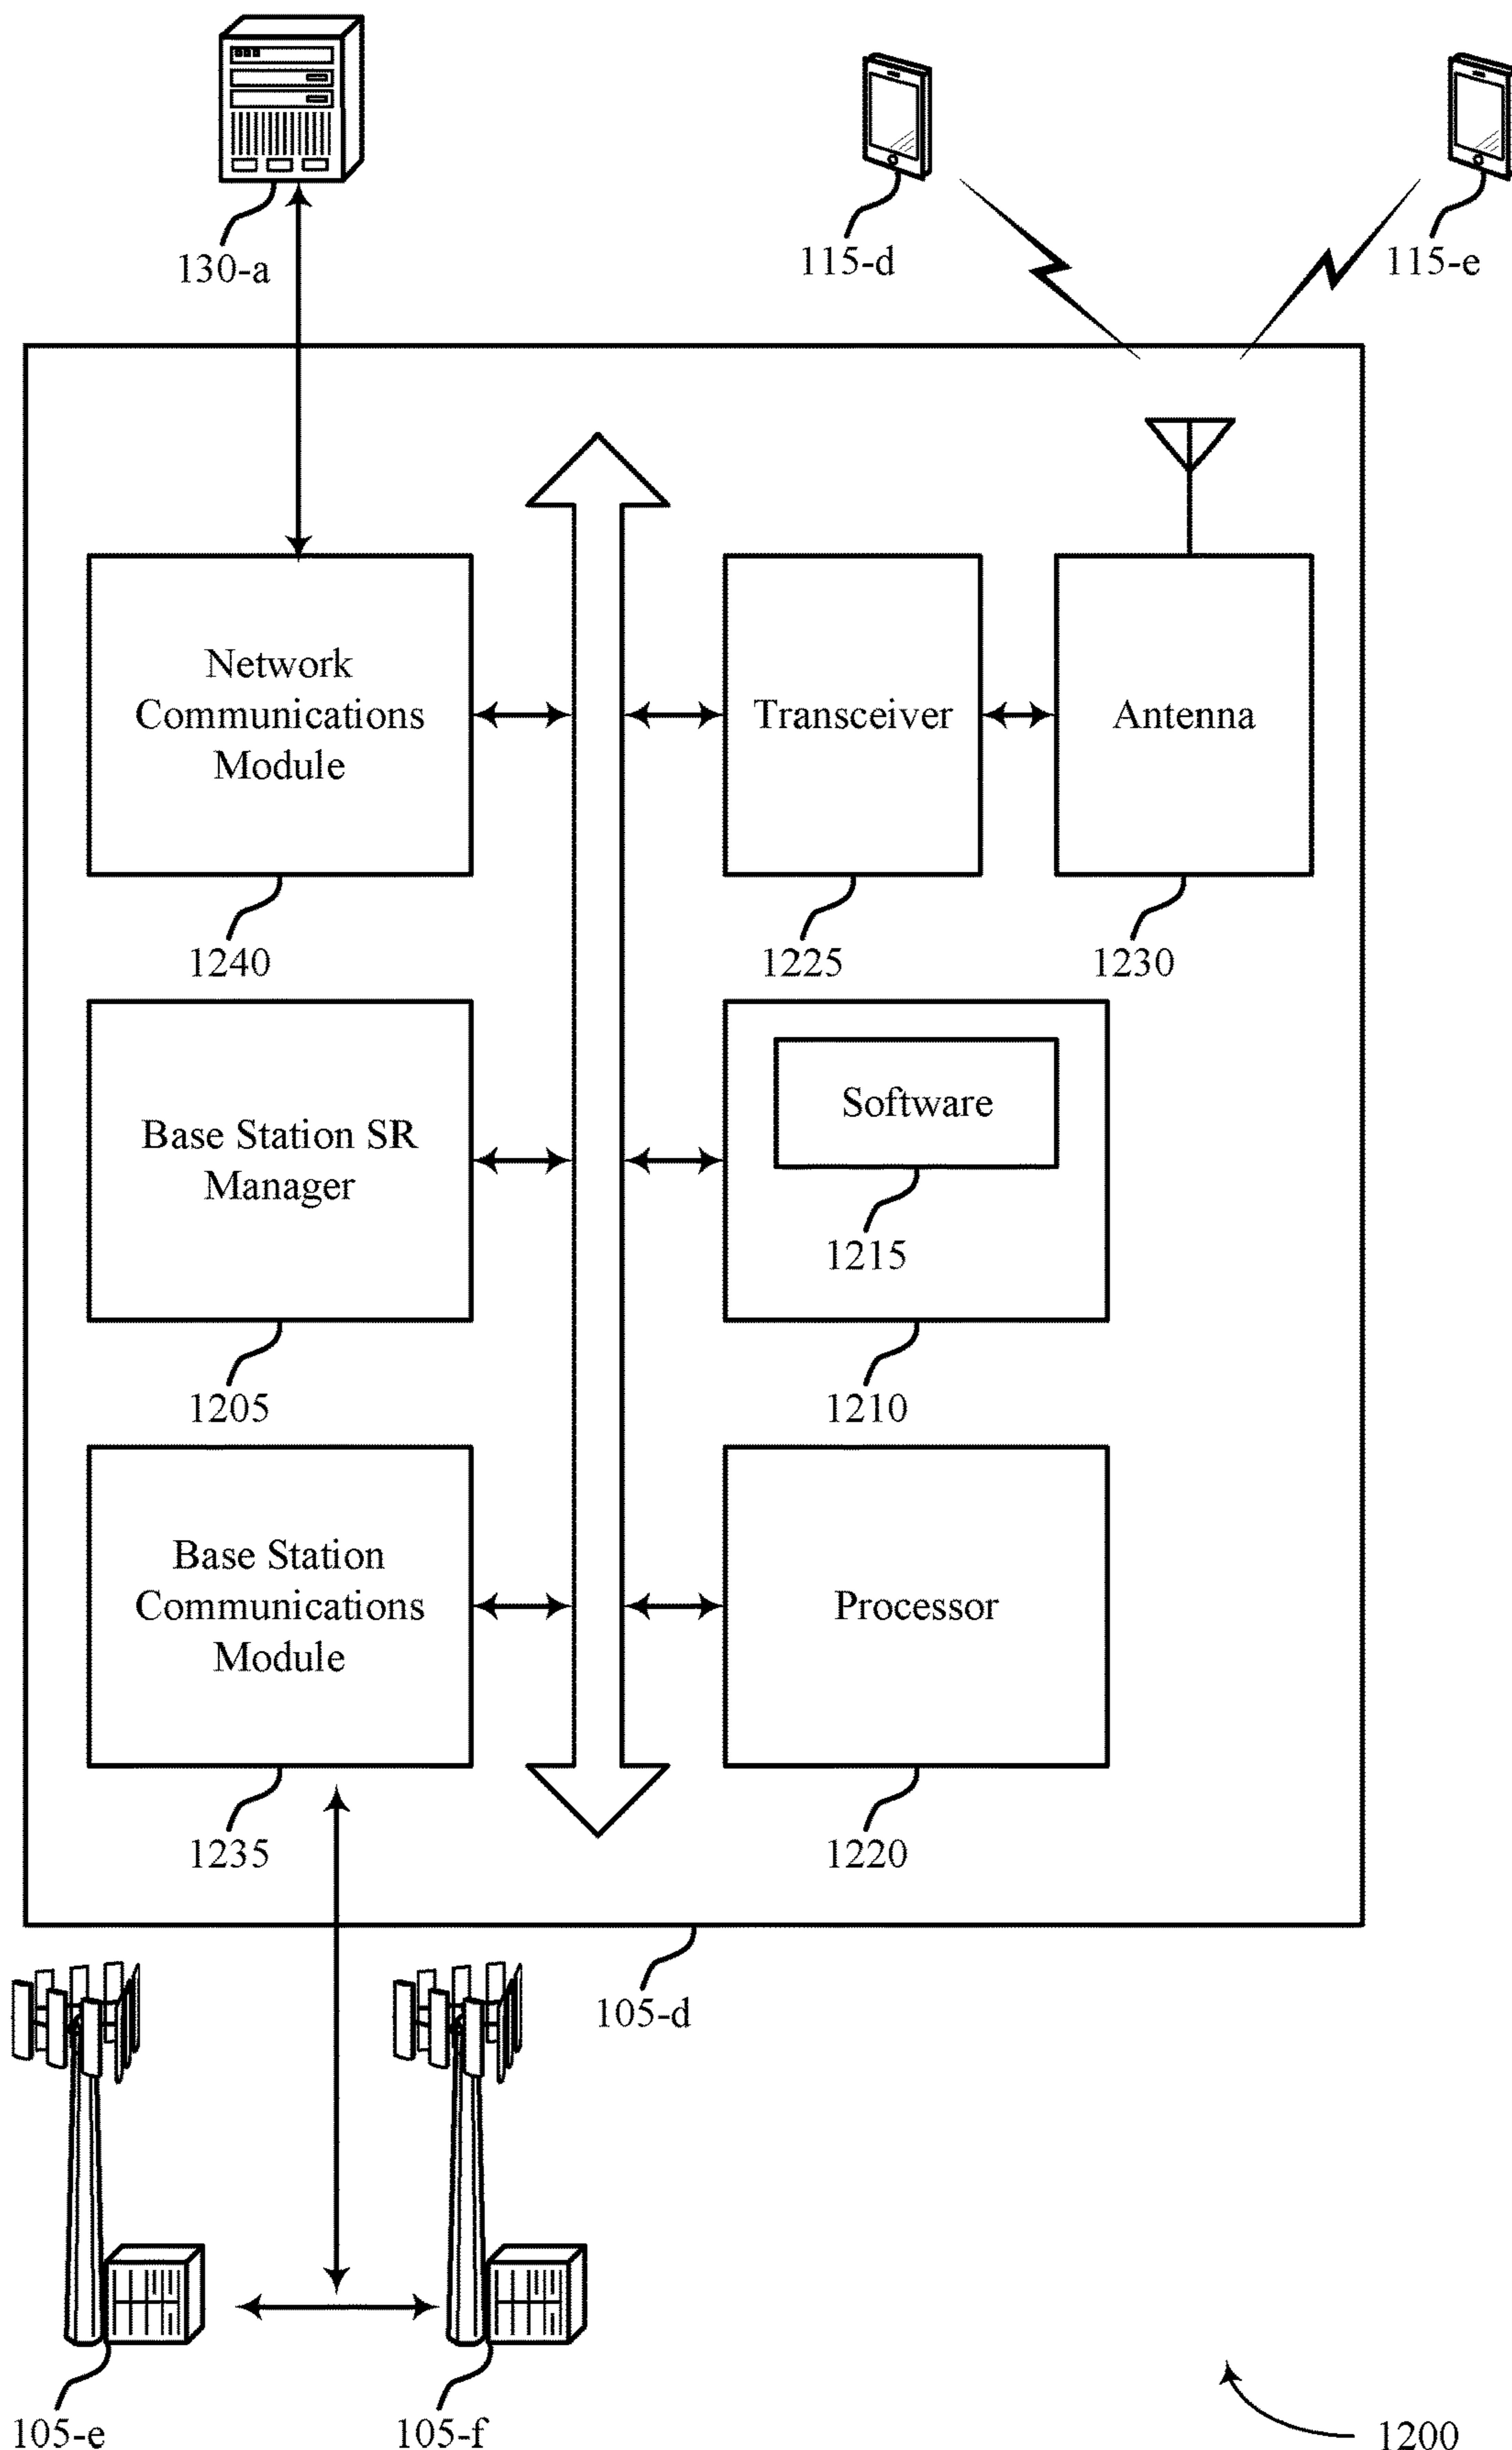 130-a
115-d
115-e
Network
Communications
Module
Transceiver
Antenna
1240
1225
1230
Base Station SR
Manager
Software
1215
1205
1210
Base Station
Communications
Module
Processor
1235
1220
105-d
105-e
105-f
1200